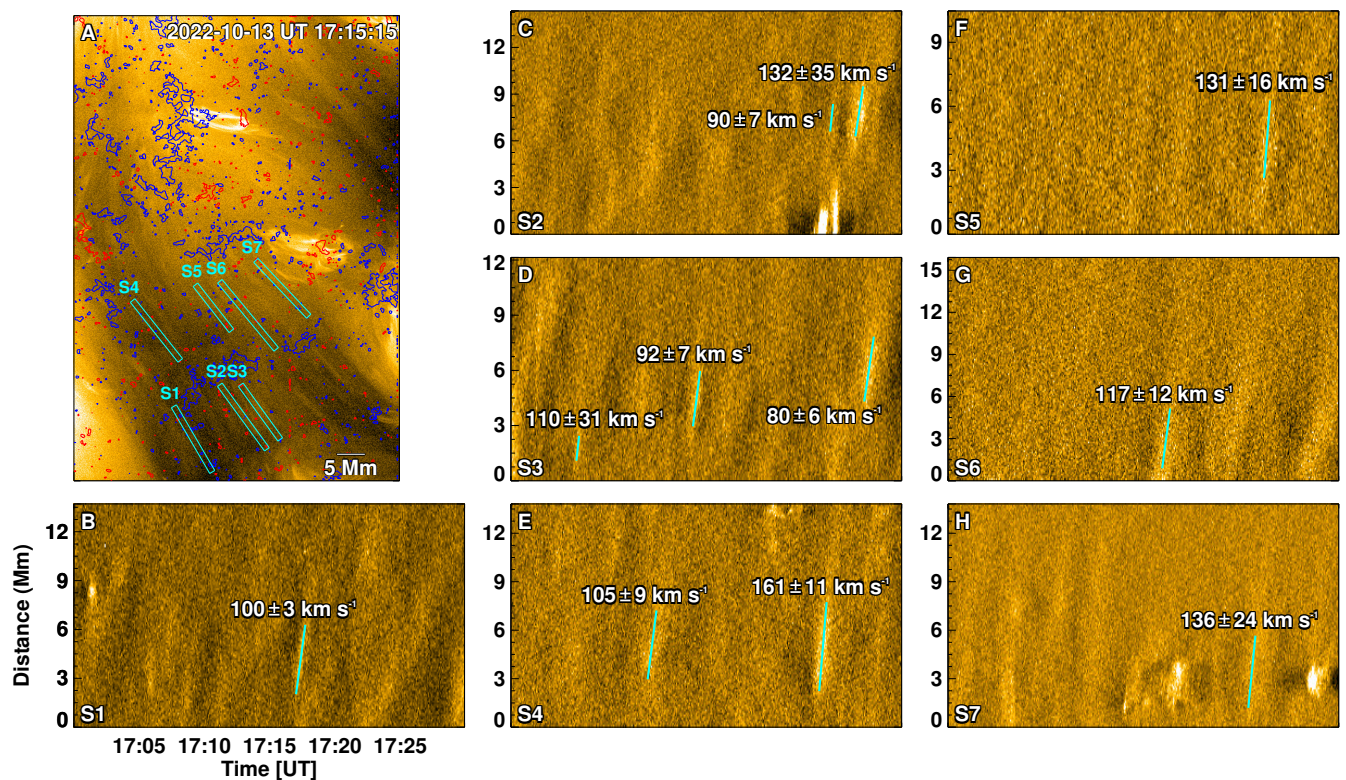 A
2022-10-13 UT 17:15:15
S7
S5 S6
S4
S2 S3
S1
5 Mm
B
12
9
6
3
0
Distance (Mm)
100±3 km s⁻¹
S1
17:05 17:10 17:15 17:20 17:25
Time [UT]
C
12
9
6
3
0
132±35 km s⁻¹
90±7 km s⁻¹
S2
D
12
9
6
3
0
92±7 km s⁻¹
110±31 km s⁻¹
80±6 km s⁻¹
S3
E
12
9
6
3
0
105±9 km s⁻¹
161±11 km s⁻¹
S4
F
9
6
3
0
131±16 km s⁻¹
S5
G
15
12
9
6
3
0
117±12 km s⁻¹
S6
H
12
9
6
3
0
136±24 km s⁻¹
S7